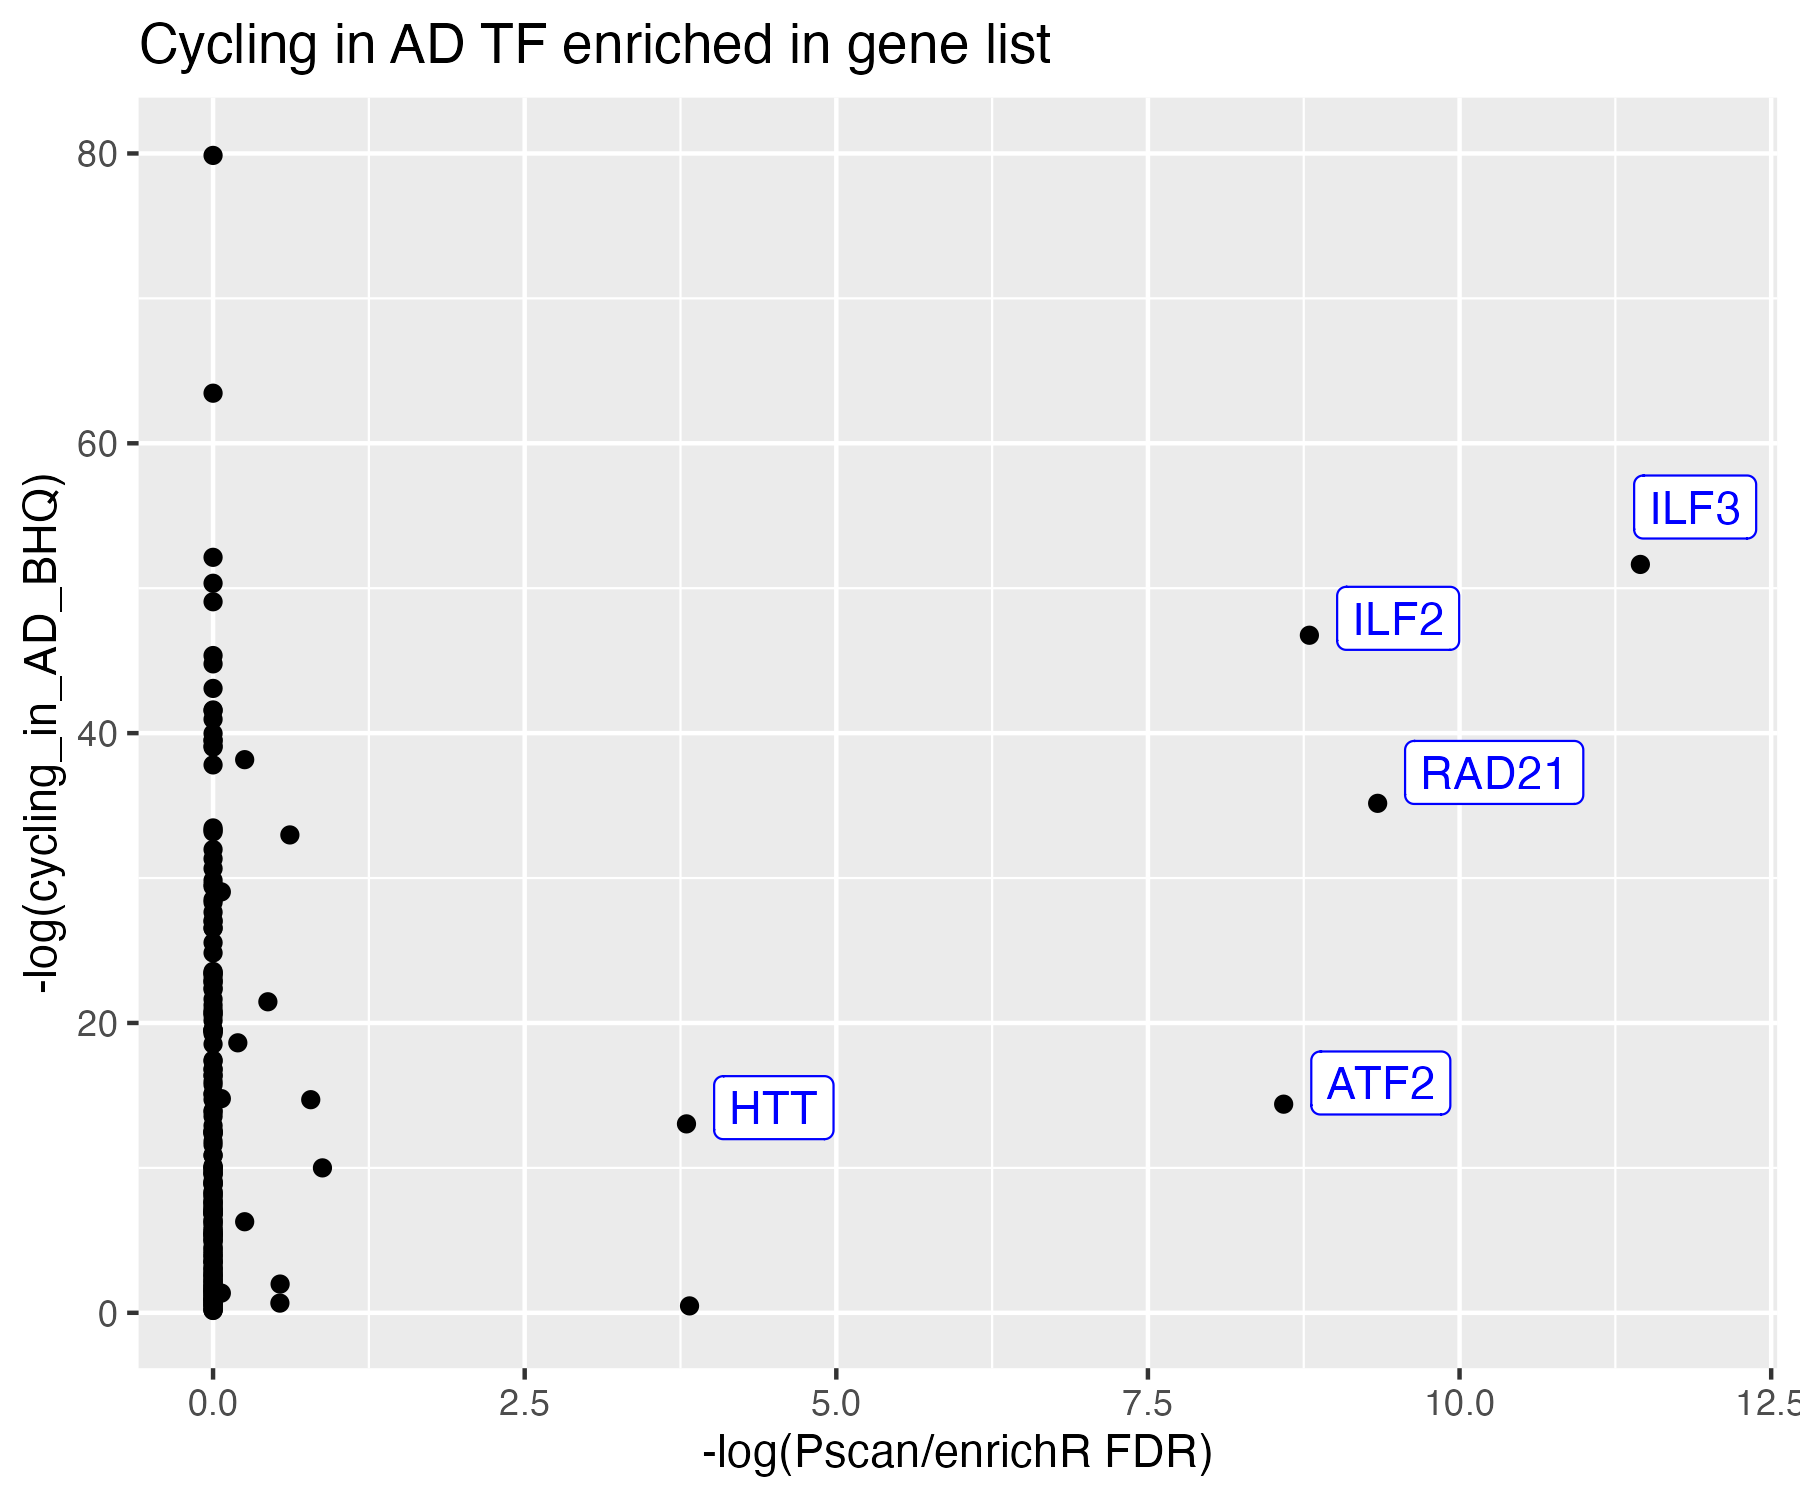 Cycling in AD TF enriched in gene list
-log(cycling_in_AD_BHQ)
80
60
40
20
0
ILF3
ILF2
RAD21
ATF2
HTT
0.0 2.5 5.0 7.5 10.0 12.5
-log(Pscan/enrichR FDR)